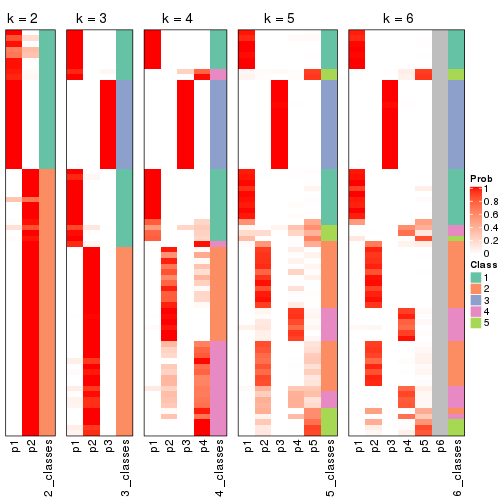 k = 2
k = 3
k = 4
k = 5
k = 6
Prob
1
0.8
0.6
0.4
0.2
0
Class
1
2
3
4
5
p1
p2
2_classes
p1
p2
p3
3_classes
p1
p2
p3
p4
4_classes
p1
p2
p3
p4
p5
5_classes
p1
p2
p3
p4
p5
p6
6_classes